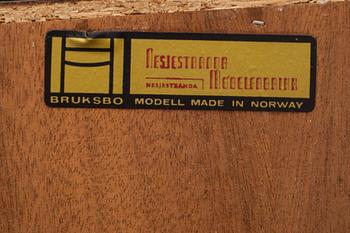 NESJESTRANDA
NESJESTRANDA MØBELFABRIKK
BRUKSBO MODELL MADE IN NORWAY